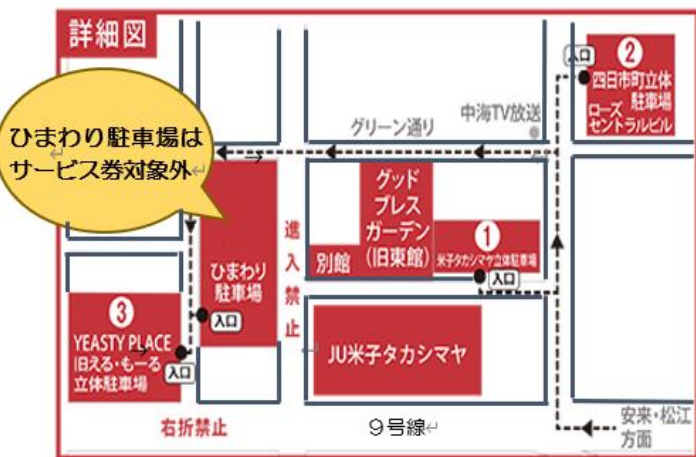 詳細図
ひまわり駐車場は
サービス券対象外
入口
②
四日市町立体
駐車場
ローズ
セントラルビル
中海TV放送
グリーン通り
グッド
ブレス
ガーデン
(旧東館)
別館
①
米子タカシマヤ立体駐車場
入口
進入禁止
ひまわり
駐車場
入口
③
YEASTY PLACE
旧える・もーる
立体駐車場
入口
JU米子タカシマヤ
右折禁止
9号線
安来・松江
方面